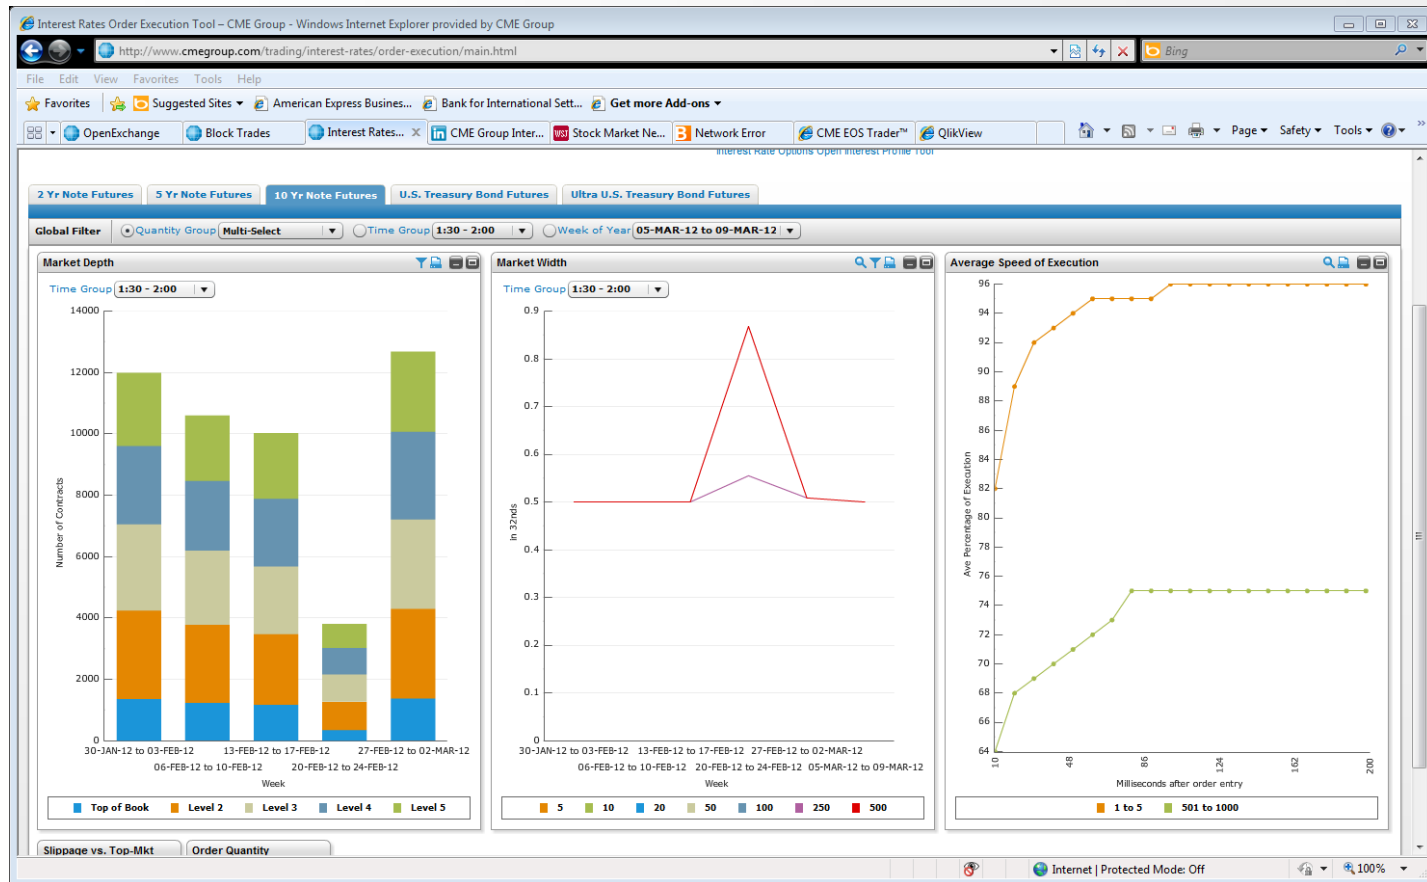 Interest Rates Order Execution Tool – CME Group - Windows Internet Explorer provided by CME Group
http://www.cmegroup.com/trading/interest-rates/order-execution/main.html
Bing
File Edit View Favorites Tools Help
Favorites Suggested Sites American Express Busines... Bank for International Sett... Get more Add-ons
OpenExchange Block Trades Interest Rates... X CME Group Inter... Stock Market Ne... Network Error CME EOS Trader™ QlikView Page Safety Tools
Interest Rate Options Open Interest Profile Tool
2 Yr Note Futures 5 Yr Note Futures 10 Yr Note Futures U.S. Treasury Bond Futures Ultra U.S. Treasury Bond Futures
Global Filter Quantity Group Multi-Select Time Group 1:30 - 2:00 Week of Year 05-MAR-12 to 09-MAR-12
Market Depth
Time Group 1:30 - 2:00
14000
12000
10000
8000
6000
4000
2000
0
Number of Contracts
30-JAN-12 to 03-FEB-12 13-FEB-12 to 17-FEB-12 27-FEB-12 to 02-MAR-12
06-FEB-12 to 10-FEB-12 20-FEB-12 to 24-FEB-12
Week
Top of Book Level 2 Level 3 Level 4 Level 5
Market Width
Time Group 1:30 - 2:00
0.9
0.8
0.7
0.6
0.5
0.4
0.3
0.2
0.1
0
In 32nds
30-JAN-12 to 03-FEB-12 13-FEB-12 to 17-FEB-12 27-FEB-12 to 02-MAR-12
06-FEB-12 to 10-FEB-12 20-FEB-12 to 24-FEB-12 05-MAR-12 to 09-MAR-12
Week
5 10 20 50 100 250 500
Average Speed of Execution
96
94
92
90
88
86
84
82
80
78
76
74
72
70
68
66
64
Ave Percentage of Execution
10 48 86 124 162 200
Milliseconds after order entry
1 to 5 501 to 1000
Slippage vs. Top-Mkt Order Quantity
Internet | Protected Mode: Off 100%